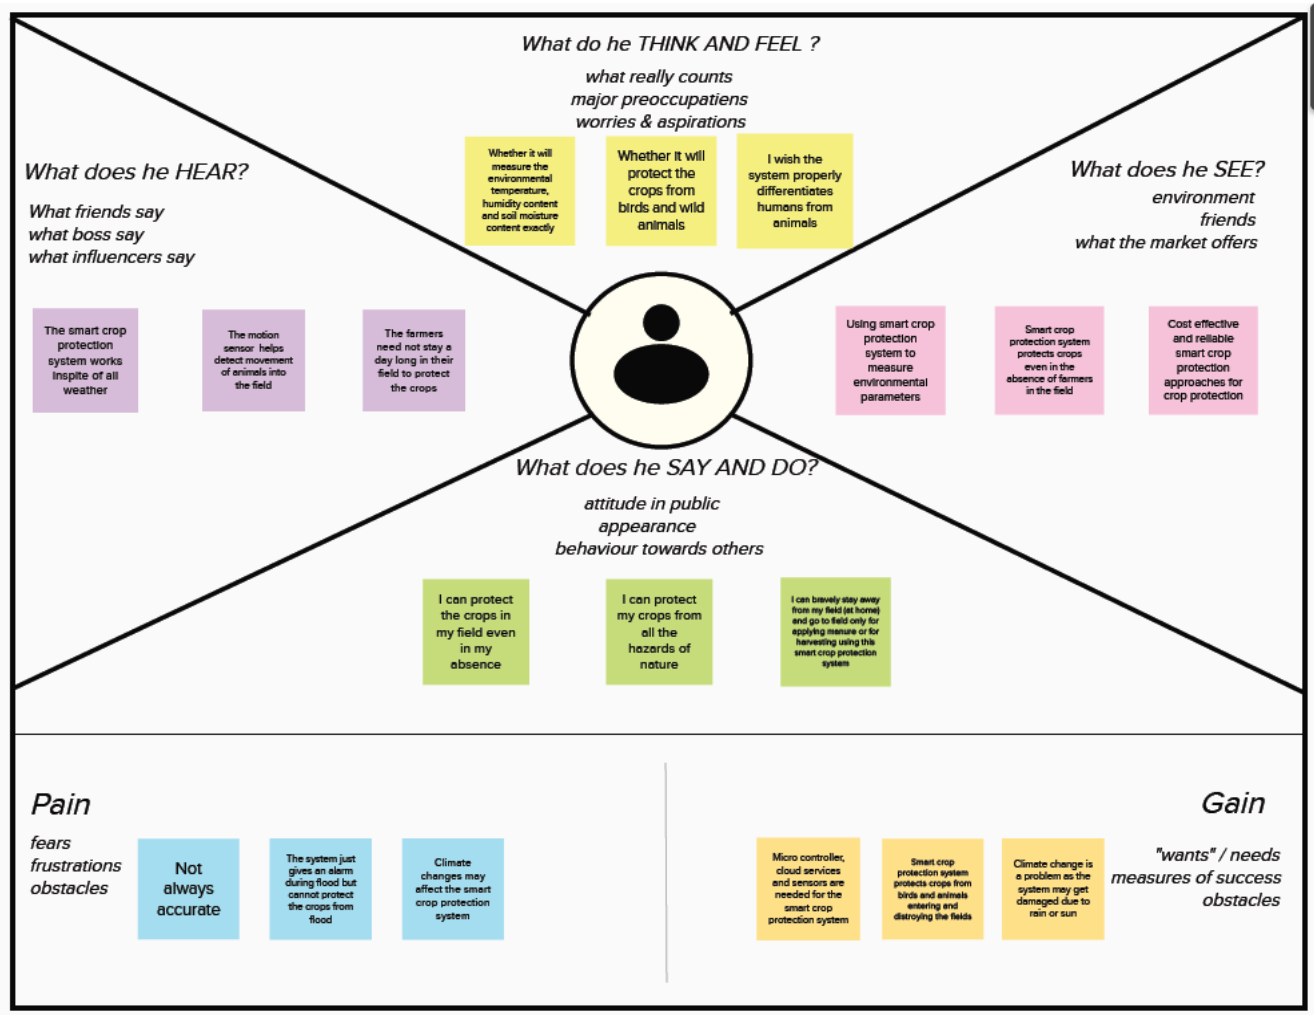 What do he THINK AND FEEL ?
what really counts
major preoccupatiens
worries & aspirations
Whether it will
measure the
environmental
temperature,
humidity content
and soil moisture
content exactly
Whether it will
protect the
crops from
birds and wild
animals
I wish the
system properly
differentiates
humans from
animals
What does he HEAR?
What friends say
what boss say
what influencers say
The smart crop
protection
system works
inspite of all
weather
The motion
sensor helps
detect movement
of animals into
the field
The farmers
need not stay a
day long in their
field to protect
the crops
What does he SEE?
environment
friends
what the market offers
Using smart crop
protection
system to
measure
environmental
parameters
Smart crop
protection system
protects crops
even in the
absence of farmers
in the field
Cost effective
and reliable
smart crop
protection
approaches for
crop protection
What does he SAY AND DO?
attitude in public
appearance
behaviour towards others
I can protect
the crops in
my field even
in my
absence
I can protect
my crops from
all the
hazards of
nature
I can bravely stay away
from my field (at home)
and go to field only for
applying manure or for
harvesting using this
smart crop protection
system
Pain
fears
frustrations
obstacles
Not
always
accurate
The system just
gives an alarm
during flood but
cannot protect
the crops from
flood
Climate
changes may
affect the smart
crop protection
system
Gain
"wants" / needs
measures of success
obstacles
Micro controller,
cloud services
and sensors are
needed for the
smart crop
protection system
Smart crop
protection system
protects crops from
birds and animals
entering and
distroying the fields
Climate change is
a problem as the
system may get
damaged due to
rain or sun